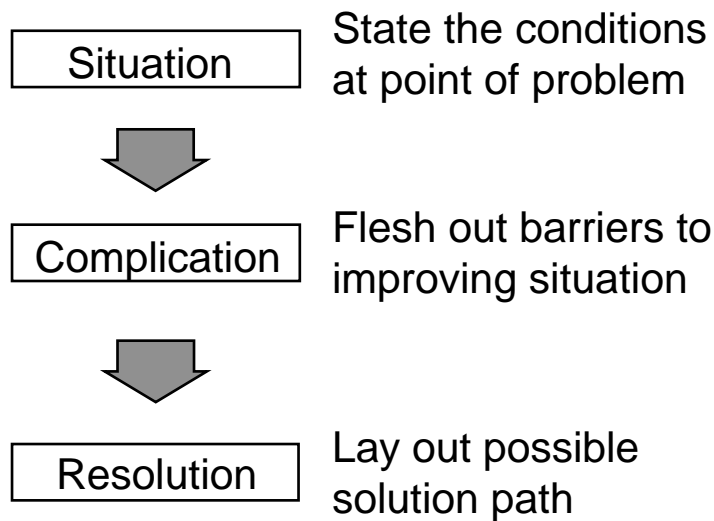 Situation
State the conditions
at point of problem
Complication
Flesh out barriers to
improving situation
Resolution
Lay out possible
solution path